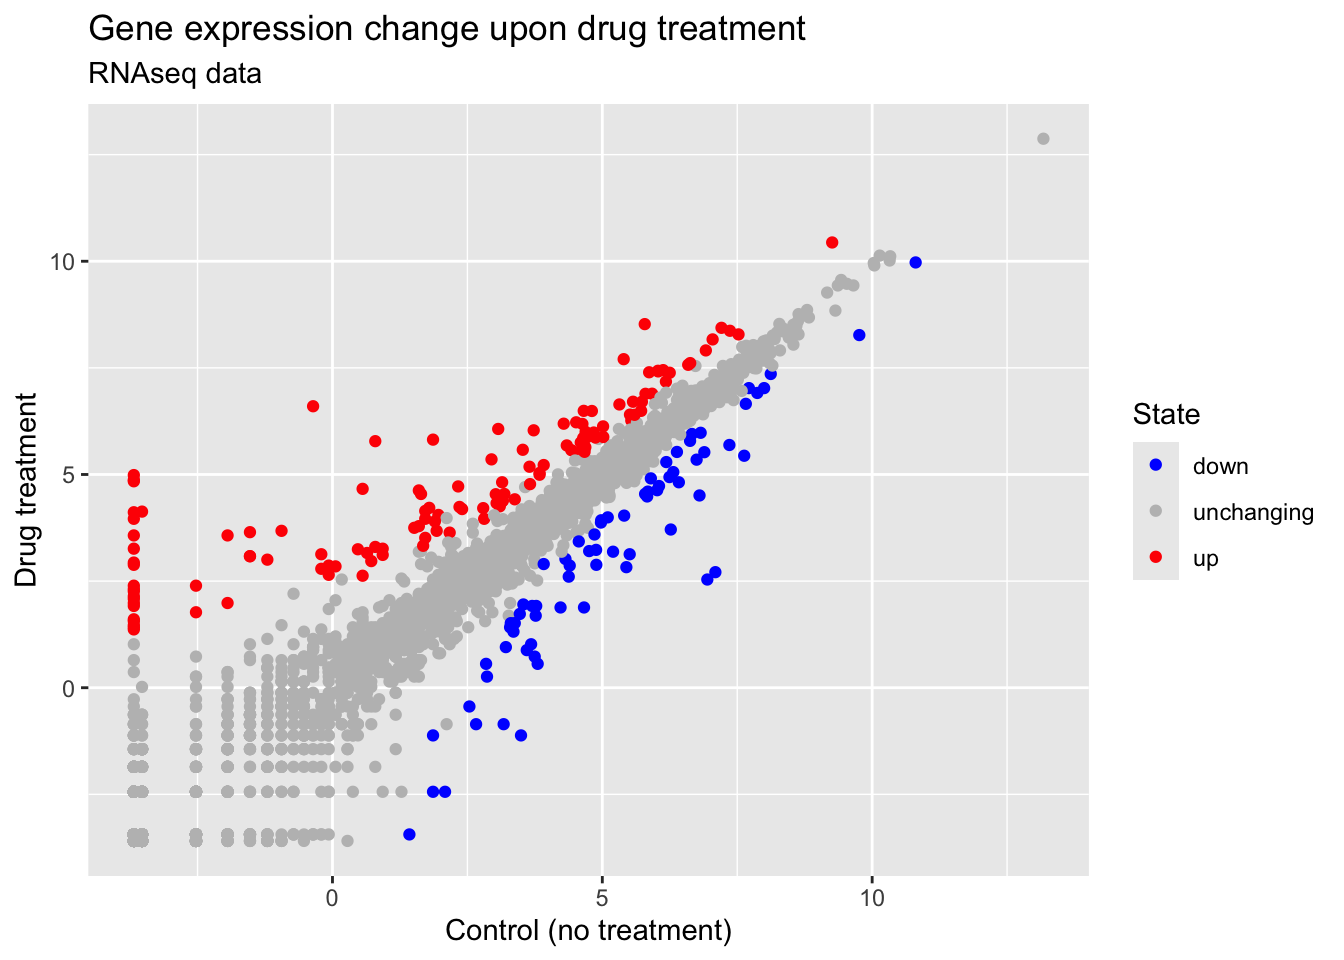 Gene expression change upon drug treatment
RNAseq data
Drug treatment
10
5
0
0
5
10
Control (no treatment)
State
down
unchanging
up